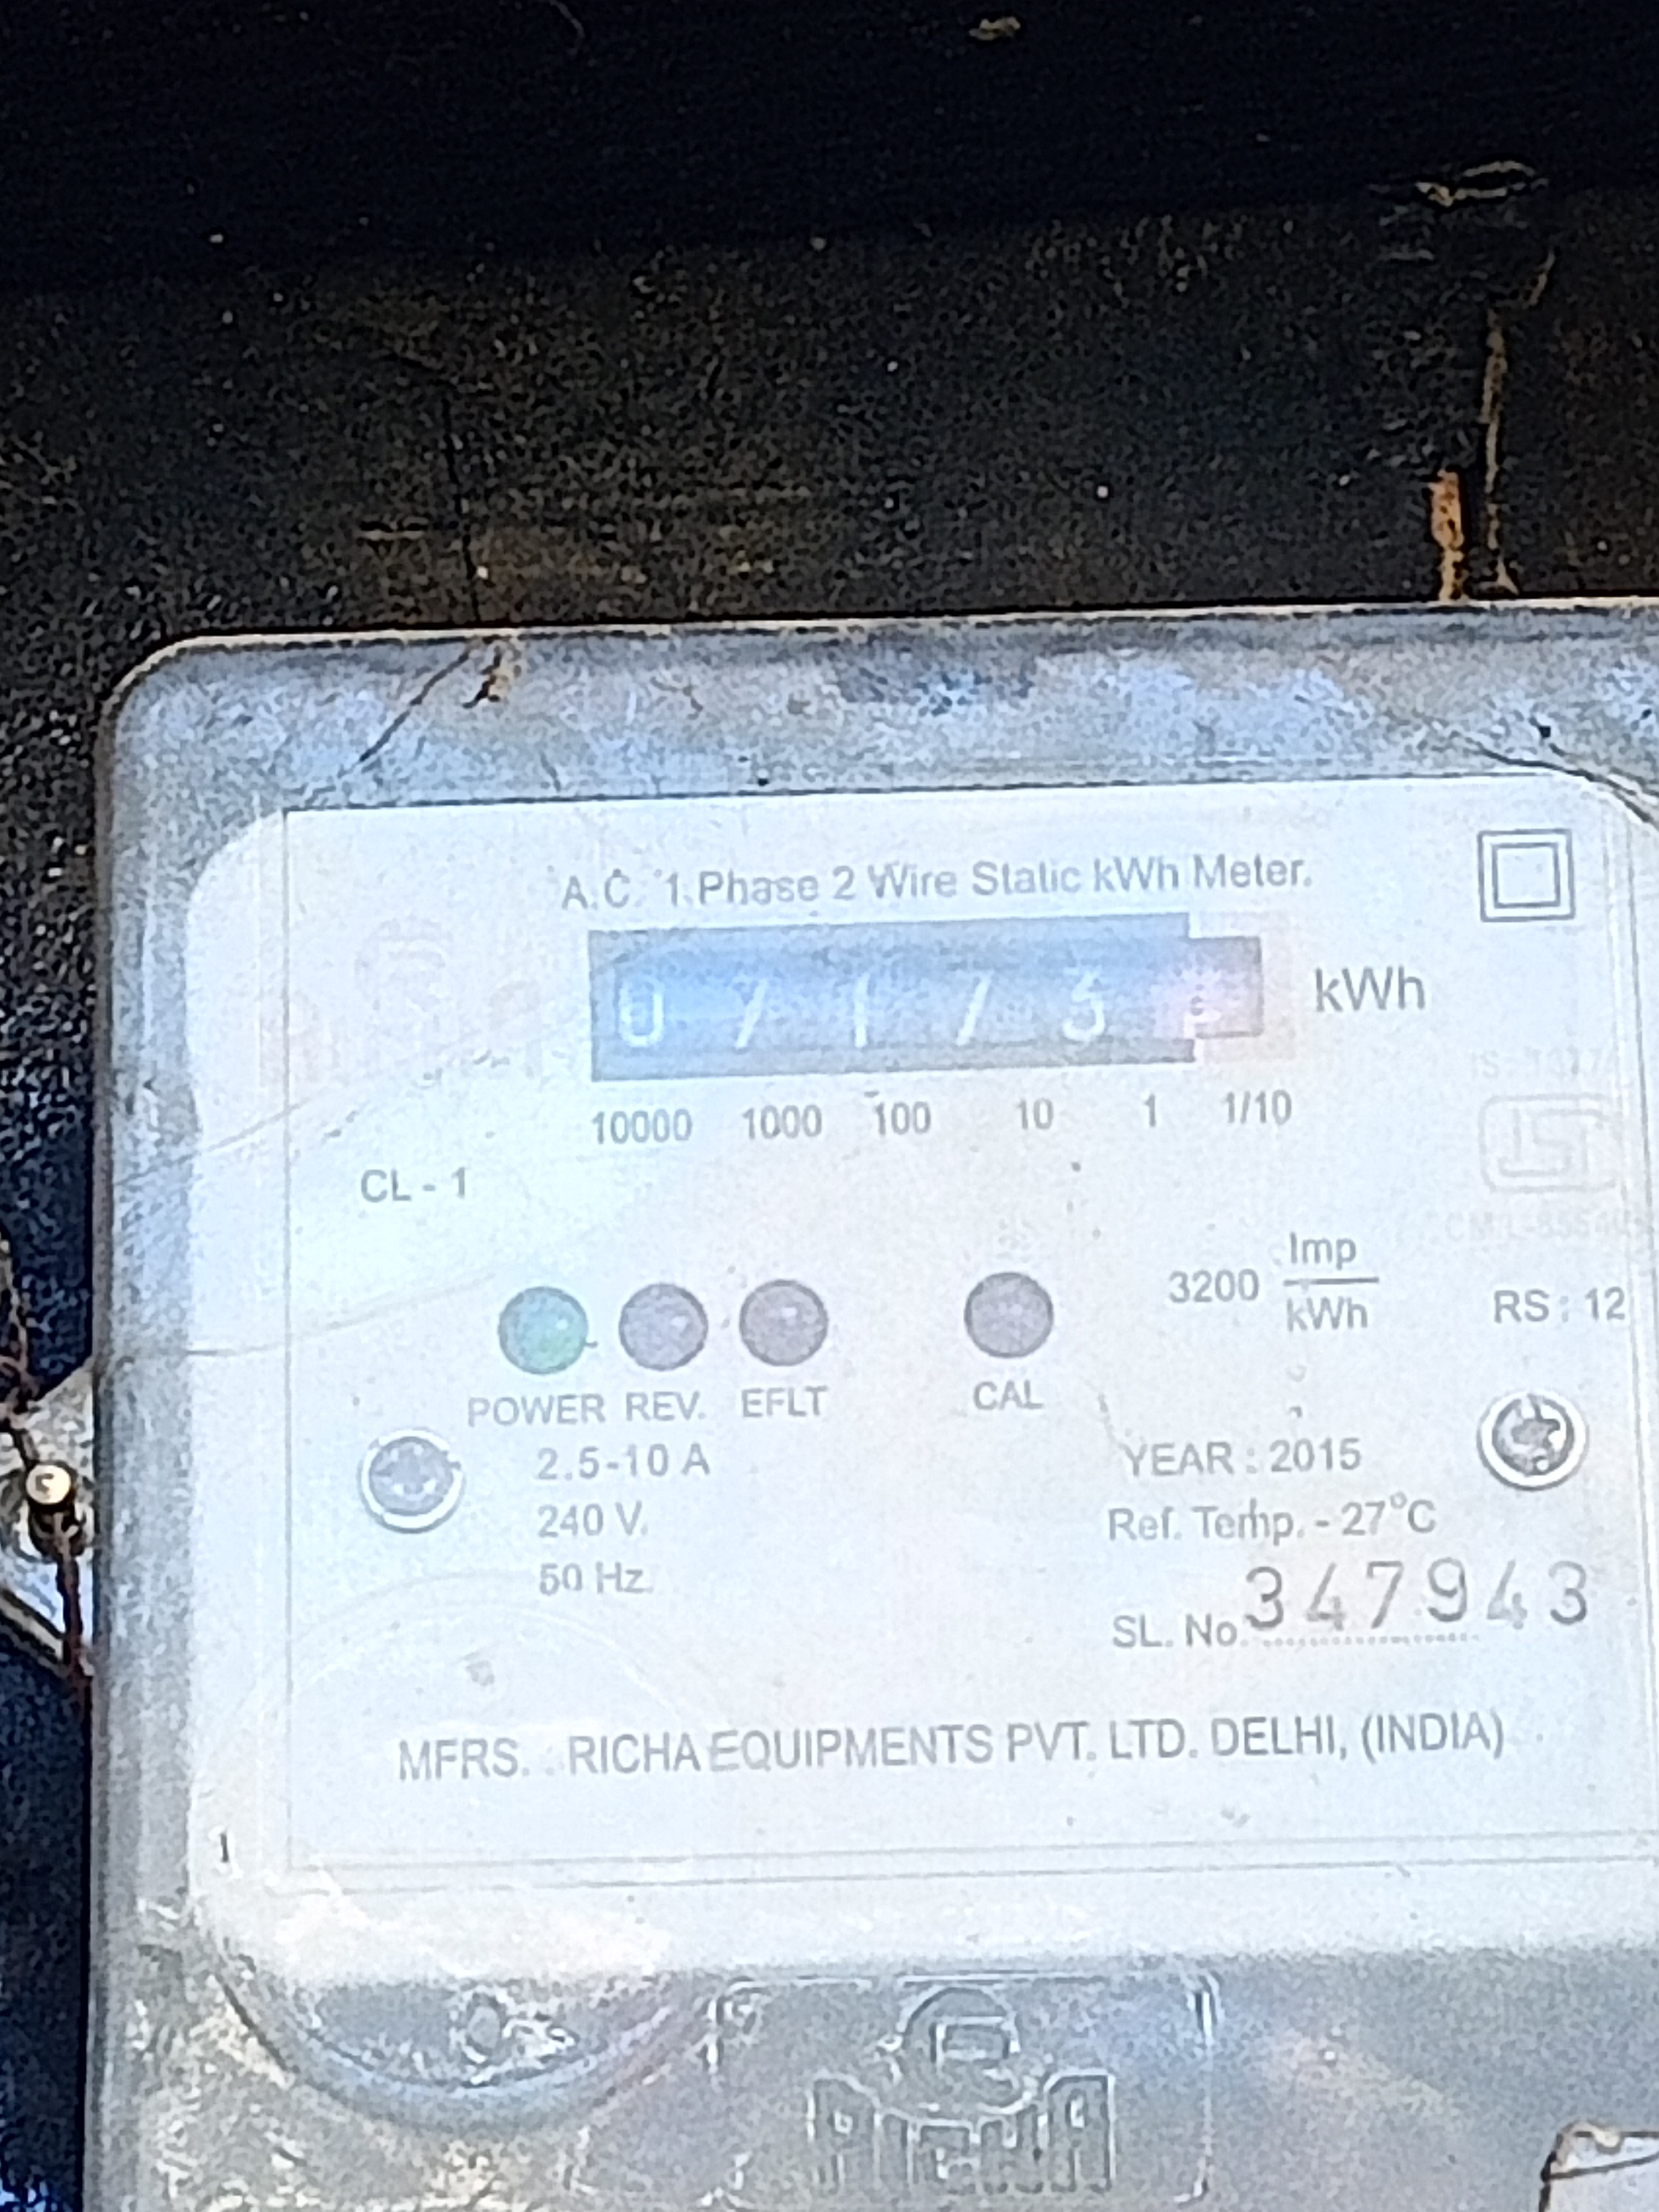 A.C. 1 Phase 2 Wire Static kWh Meter.
kWh
10000 1000 100 10 1 1/10
CL - 1
3200 Imp
kWh
RS : 12
POWER REV. EFLT CAL
2.5-10 A
240 V.
50 Hz.
YEAR : 2015
Ref. Temp. - 27°C
SL. No. 347943
MFRS. : RICHA EQUIPMENTS PVT. LTD. DELHI, (INDIA)
RICHA